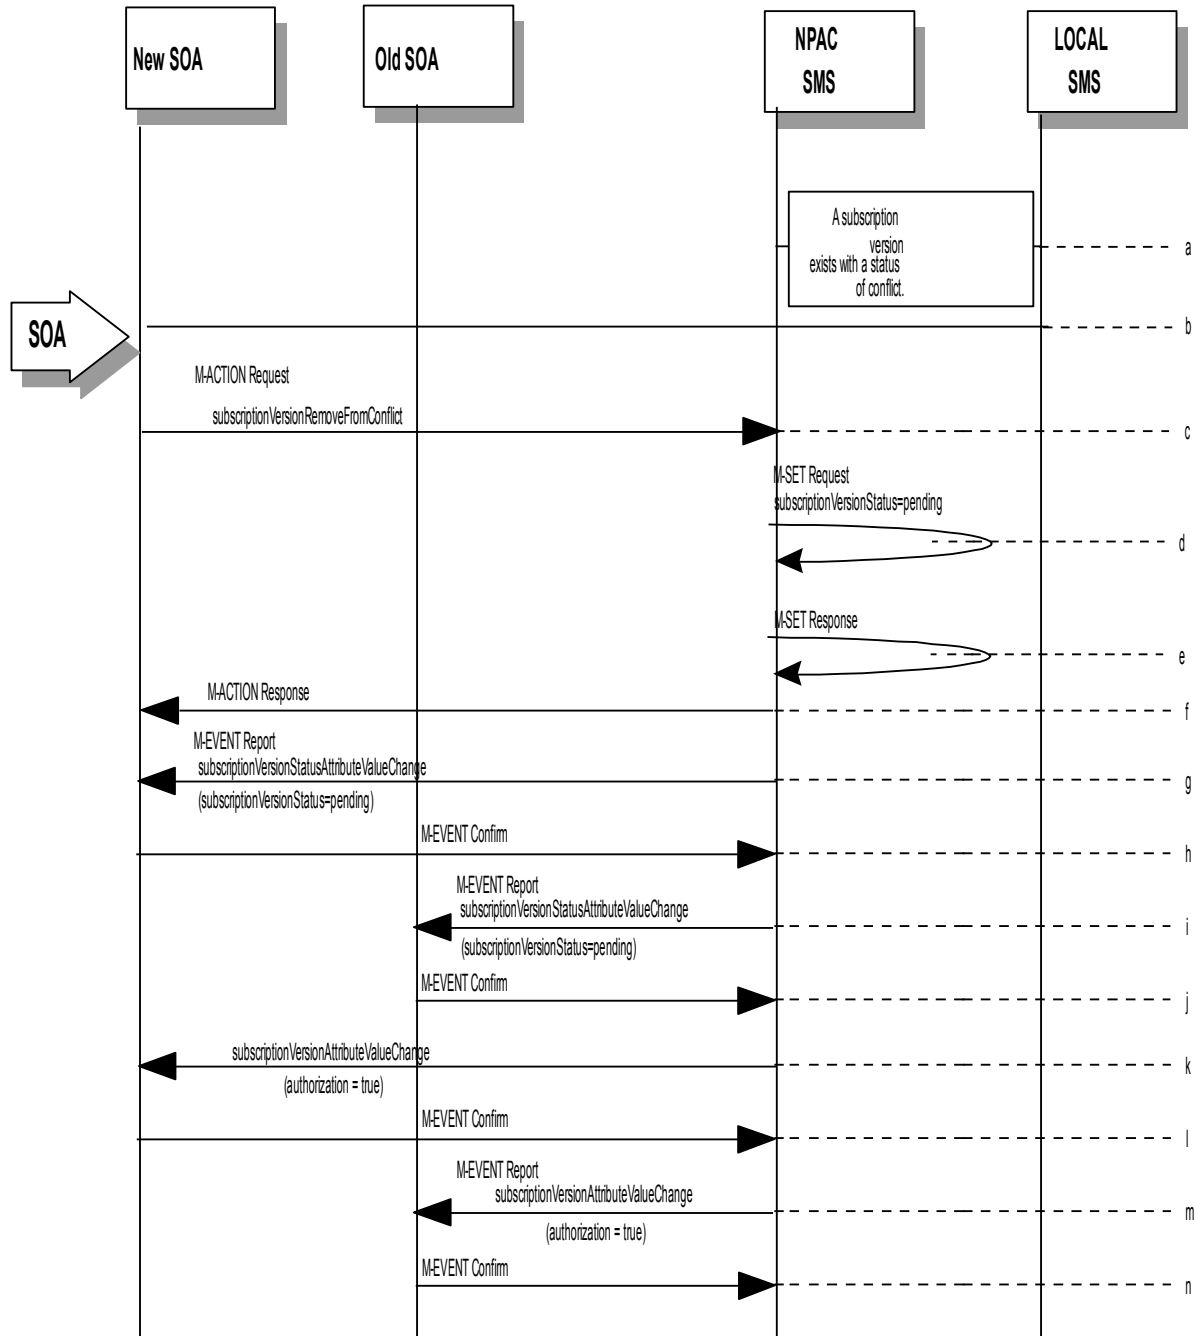 New SOA
Old SOA
NPAC
SMS
LOCAL
SMS
A subscription
version
exists with a status
of conflict.
a
SOA
b
M-ACTION Request
subscriptionVersionRemoveFromConflict
c
M-SET Request
subscriptionVersionStatus=pending
d
M-SET Response
e
M-ACTION Response
f
M-EVENT Report
subscriptionVersionStatusAttributeValueChange
(subscriptionVersionStatus=pending)
g
M-EVENT Confirm
h
M-EVENT Report
subscriptionVersionStatusAttributeValueChange
(subscriptionVersionStatus=pending)
i
M-EVENT Confirm
j
subscriptionVersionAttributeValueChange
(authorization = true)
k
M-EVENT Confirm
l
M-EVENT Report
subscriptionVersionAttributeValueChange
(authorization = true)
m
M-EVENT Confirm
n